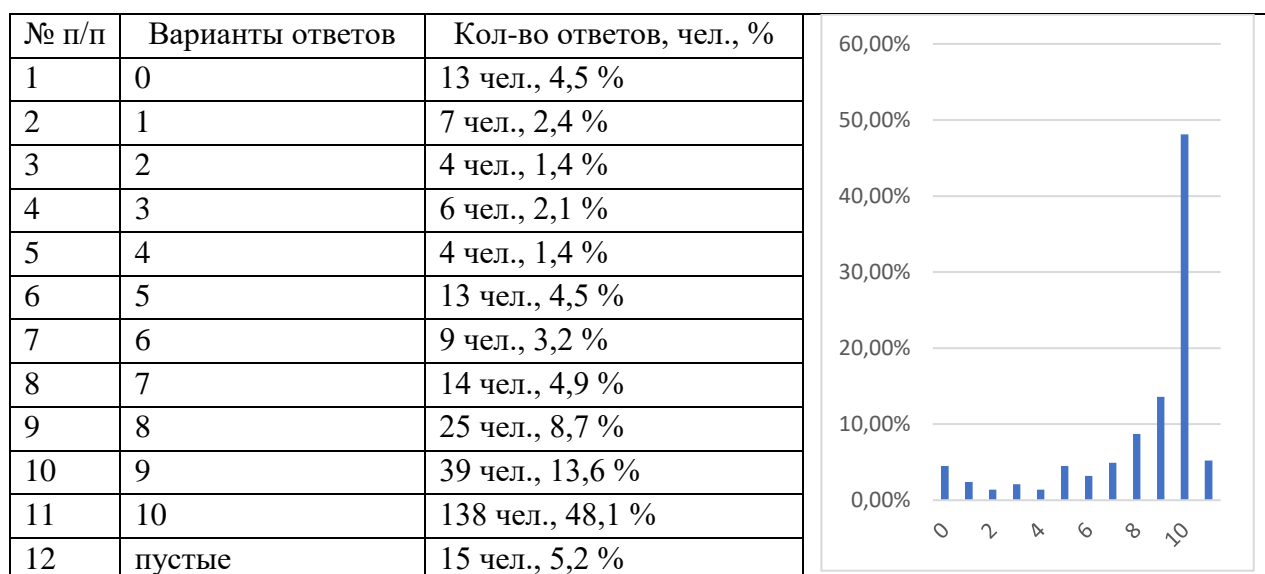 № п/п Варианты ответов Кол-во ответов, чел., %
1 0 13 чел., 4,5 %
2 1 7 чел., 2,4 %
3 2 4 чел., 1,4 %
4 3 6 чел., 2,1 %
5 4 4 чел., 1,4 %
6 5 13 чел., 4,5 %
7 6 9 чел., 3,2 %
8 7 14 чел., 4,9 %
9 8 25 чел., 8,7 %
10 9 39 чел., 13,6 %
11 10 138 чел., 48,1 %
12 пустые 15 чел., 5,2 %
60,00%
50,00%
40,00%
30,00%
20,00%
10,00%
0,00%
0 2 4 6 8 10